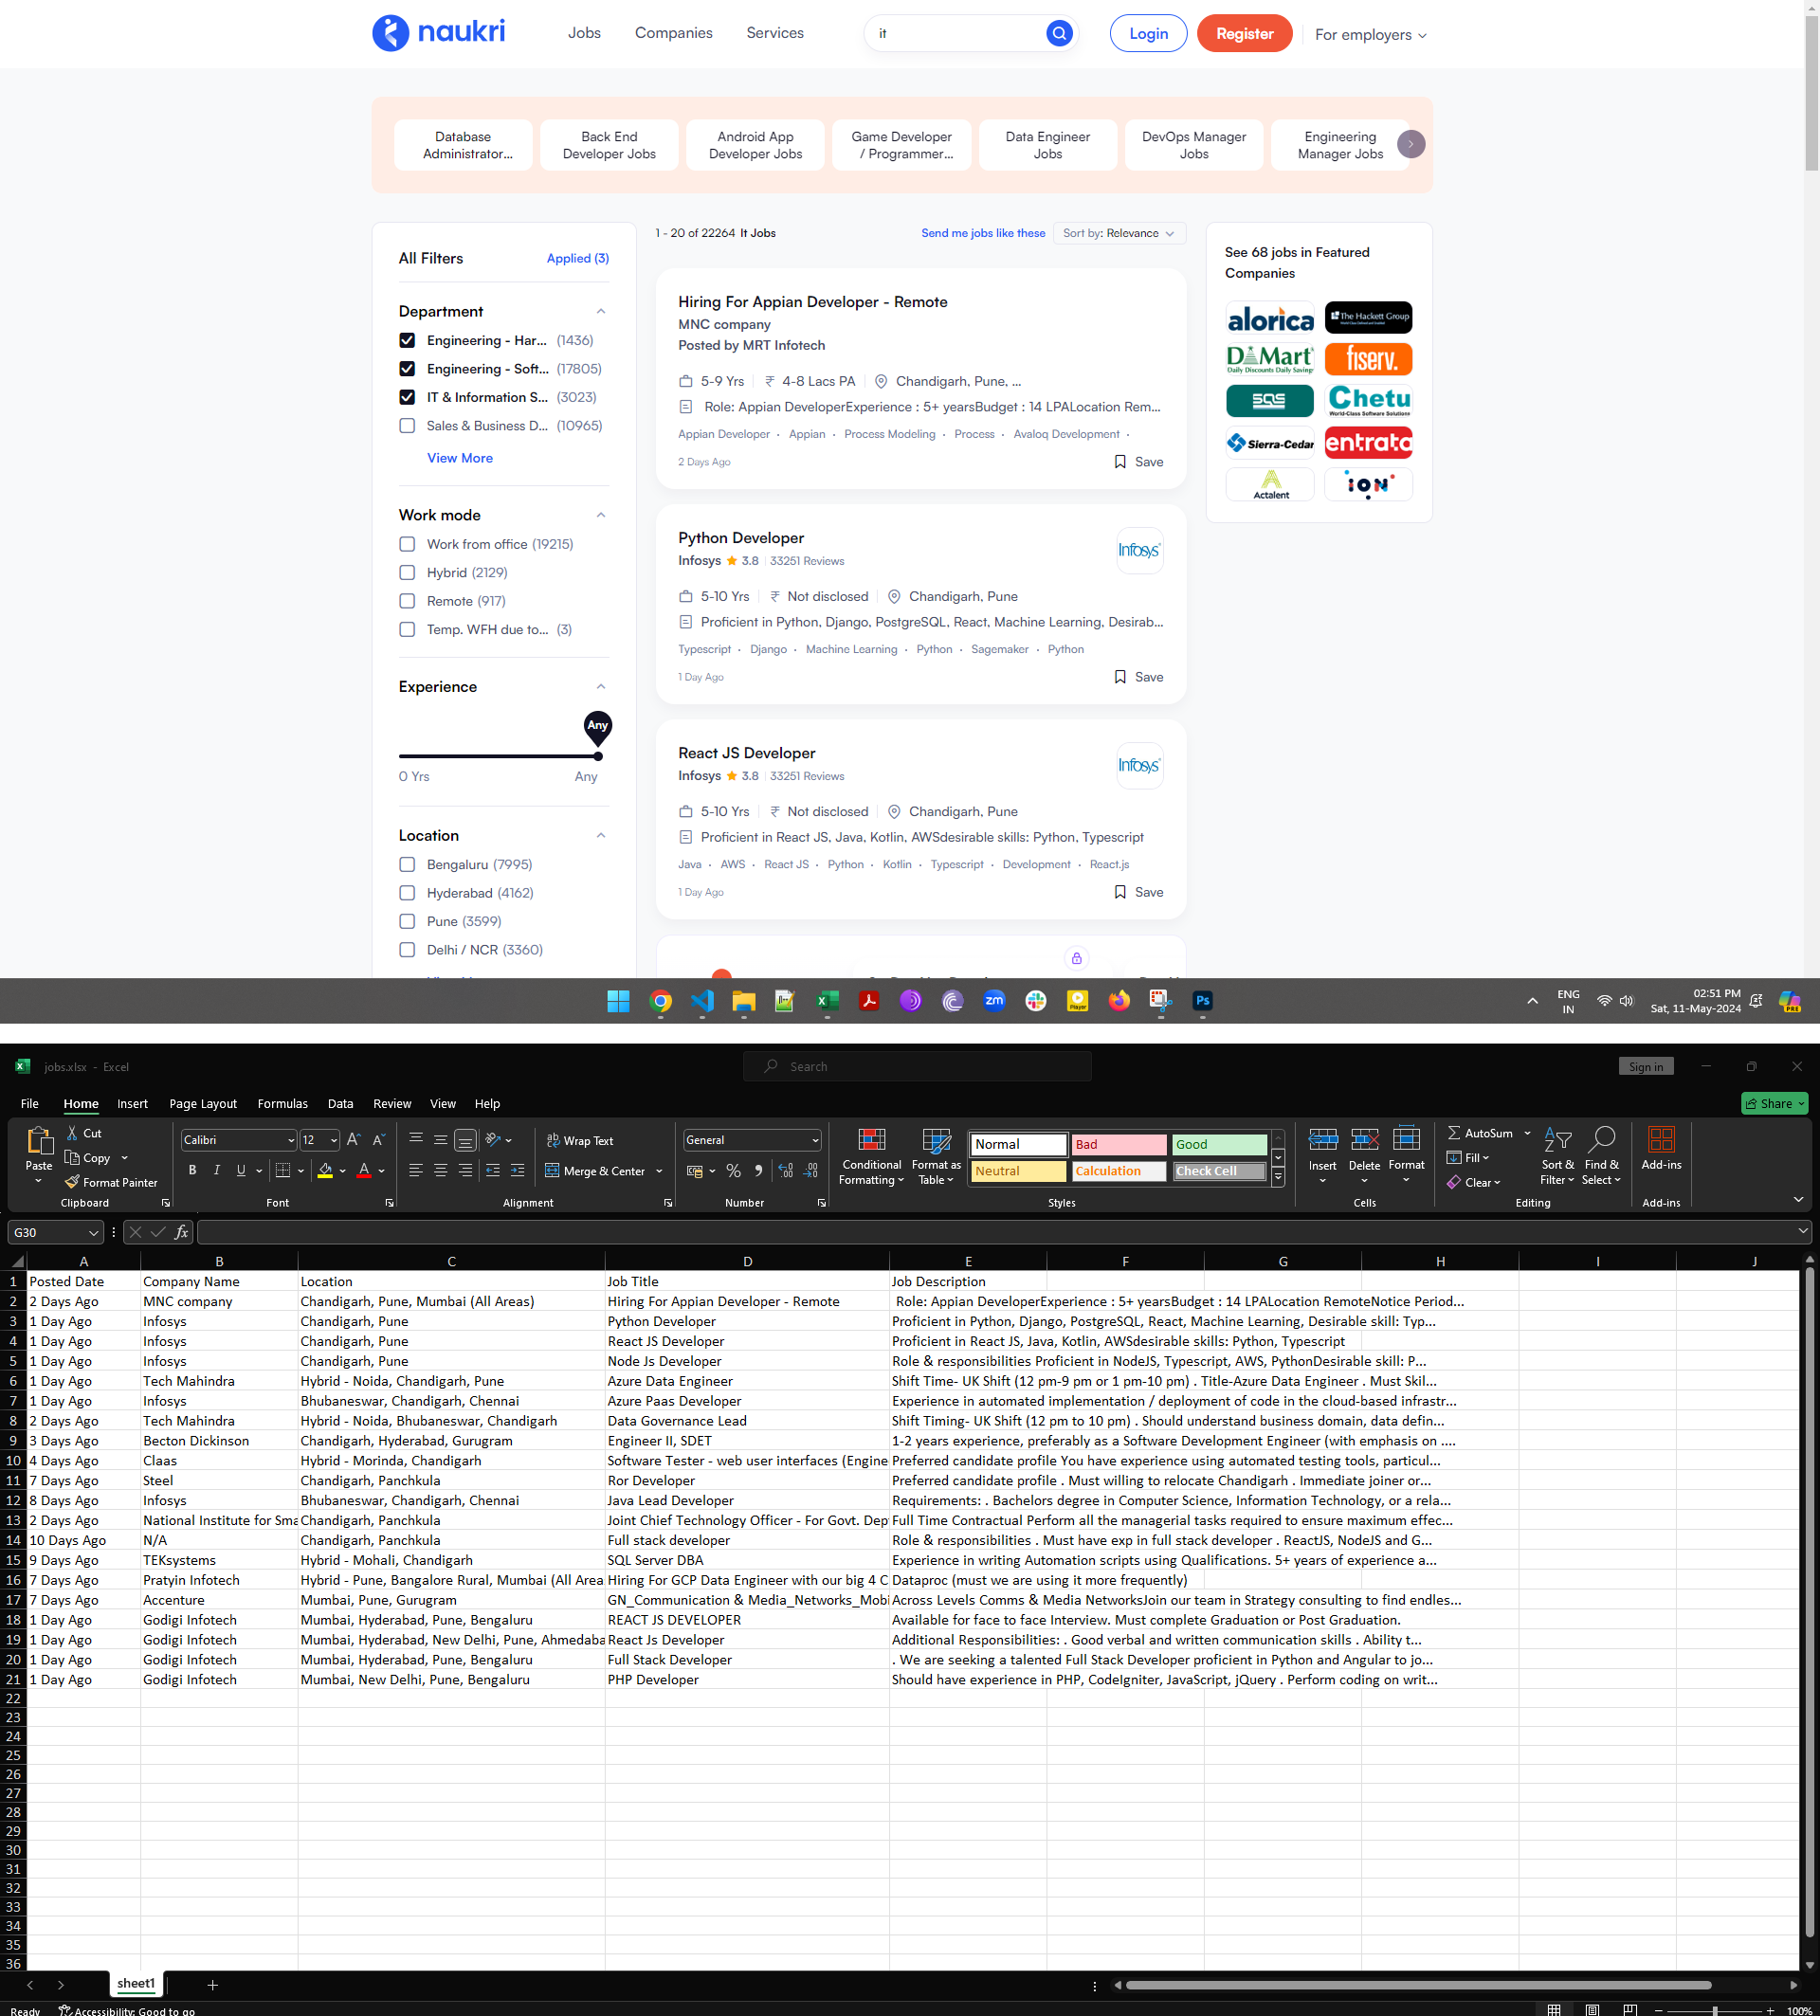 naukri
Jobs Companies Services
it
Login Register For employers
Database Administrator...
Back End Developer Jobs
Android App Developer Jobs
Game Developer / Programmer...
Data Engineer Jobs
DevOps Manager Jobs
Engineering Manager Jobs
All Filters Applied (3)
Department
Engineering - Har... (1436)
Engineering - Soft... (17805)
IT & Information S... (3023)
Sales & Business D... (10965)
View More
Work mode
Work from office (19215)
Hybrid (2129)
Remote (917)
Temp. WFH due to... (3)
Experience
Any
0 Yrs Any
Location
Bengaluru (7995)
Hyderabad (4162)
Pune (3599)
Delhi / NCR (3360)
1 - 20 of 22264 It Jobs
Send me jobs like these Sort by: Relevance
Hiring For Appian Developer - Remote
MNC company
Posted by MRT Infotech
5-9 Yrs ₹ 4-8 Lacs PA Chandigarh, Pune, ...
Role: Appian DeveloperExperience : 5+ yearsBudget : 14 LPALocation Rem...
Appian Developer · Appian · Process Modeling · Process · Avaloq Development ·
2 Days Ago Save
Python Developer
Infosys 3.8 33251 Reviews
Infosys
5-10 Yrs ₹ Not disclosed Chandigarh, Pune
Proficient in Python, Django, PostgreSQL, React, Machine Learning, Desirab...
Typescript · Django · Machine Learning · Python · Sagemaker · Python
1 Day Ago Save
React JS Developer
Infosys 3.8 33251 Reviews
Infosys
5-10 Yrs ₹ Not disclosed Chandigarh, Pune
Proficient in React JS, Java, Kotlin, AWSdesirable skills: Python, Typescript
Java · AWS · React JS · Python · Kotlin · Typescript · Development · React.js
1 Day Ago Save
See 68 jobs in Featured
Companies
alorica The Hackett Group
D Mart fiserv.
Daily Discounts Daily Savings
SQS Chetu
World-Class Software Solutions
Sierra-Cedar entrata
Actalent ION
zm Player Ps
ENG IN
02:51 PM
Sat, 11-May-2024
PRE
jobs.xlsx - Excel
Search
Sign in
File Home Insert Page Layout Formulas Data Review View Help
Share
Paste Cut Copy Format Painter
Clipboard
Calibri 12
B I U
Font
Wrap Text
Merge & Center
Alignment
General
Number
Conditional Formatting
Format as Table
Normal Bad Good
Neutral Calculation Check Cell
Styles
Insert Delete Format
Cells
AutoSum
Fill
Clear
Sort & Filter
Find & Select
Editing
Add-ins
Add-ins
G30 fx
A B C D E F G H I J
1 Posted Date Company Name Location Job Title Job Description
2 2 Days Ago MNC company Chandigarh, Pune, Mumbai (All Areas) Hiring For Appian Developer - Remote Role: Appian DeveloperExperience : 5+ yearsBudget : 14 LPALocation RemoteNotice Period...
3 1 Day Ago Infosys Chandigarh, Pune Python Developer Proficient in Python, Django, PostgreSQL, React, Machine Learning, Desirable skill: Typ...
4 1 Day Ago Infosys Chandigarh, Pune React JS Developer Proficient in React JS, Java, Kotlin, AWSdesirable skills: Python, Typescript
5 1 Day Ago Infosys Chandigarh, Pune Node Js Developer Role & responsibilities Proficient in NodeJS, Typescript, AWS, PythonDesirable skill: P...
6 1 Day Ago Tech Mahindra Hybrid - Noida, Chandigarh, Pune Azure Data Engineer Shift Time- UK Shift (12 pm-9 pm or 1 pm-10 pm) . Title-Azure Data Engineer . Must Skil...
7 1 Day Ago Infosys Bhubaneswar, Chandigarh, Chennai Azure Paas Developer Experience in automated implementation / deployment of code in the cloud-based infrastr...
8 2 Days Ago Tech Mahindra Hybrid - Noida, Bhubaneswar, Chandigarh Data Governance Lead Shift Timing- UK Shift (12 pm to 10 pm) . Should understand business domain, data defin...
9 3 Days Ago Becton Dickinson Chandigarh, Hyderabad, Gurugram Engineer II, SDET 1-2 years experience, preferably as a Software Development Engineer (with emphasis on ....
10 4 Days Ago Claas Hybrid - Morinda, Chandigarh Software Tester - web user interfaces (Engine Preferred candidate profile You have experience using automated testing tools, particul...
11 7 Days Ago Steel Chandigarh, Panchkula Ror Developer Preferred candidate profile . Must willing to relocate Chandigarh . Immediate joiner or...
12 8 Days Ago Infosys Bhubaneswar, Chandigarh, Chennai Java Lead Developer Requirements: . Bachelors degree in Computer Science, Information Technology, or a rela...
13 2 Days Ago National Institute for Sma Chandigarh, Panchkula Joint Chief Technology Officer - For Govt. Dep Full Time Contractual Perform all the managerial tasks required to ensure maximum effec...
14 10 Days Ago N/A Chandigarh, Panchkula Full stack developer Role & responsibilities . Must have exp in full stack developer . ReactJS, NodeJS and G...
15 9 Days Ago TEKsystems Hybrid - Mohali, Chandigarh SQL Server DBA Experience in writing Automation scripts using Qualifications. 5+ years of experience a...
16 7 Days Ago Pratyin Infotech Hybrid - Pune, Bangalore Rural, Mumbai (All Area Hiring For GCP Data Engineer with our big 4 C Dataproc (must we are using it more frequently)
17 7 Days Ago Accenture Mumbai, Pune, Gurugram GN_Communication & Media_Networks_Mobi Across Levels Comms & Media NetworksJoin our team in Strategy consulting to find endles...
18 1 Day Ago Godigi Infotech Mumbai, Hyderabad, Pune, Bengaluru REACT JS DEVELOPER Available for face to face Interview. Must complete Graduation or Post Graduation.
19 1 Day Ago Godigi Infotech Mumbai, Hyderabad, New Delhi, Pune, Ahmedaba React Js Developer Additional Responsibilities: . Good verbal and written communication skills . Ability t...
20 1 Day Ago Godigi Infotech Mumbai, Hyderabad, Pune, Bengaluru Full Stack Developer . We are seeking a talented Full Stack Developer proficient in Python and Angular to jo...
21 1 Day Ago Godigi Infotech Mumbai, New Delhi, Pune, Bengaluru PHP Developer Should have experience in PHP, CodeIgniter, JavaScript, jQuery . Perform coding on writ...
22
23
24
25
26
27
28
29
30
31
32
33
34
35
36
sheet1
Ready Accessibility: Good to go 100%